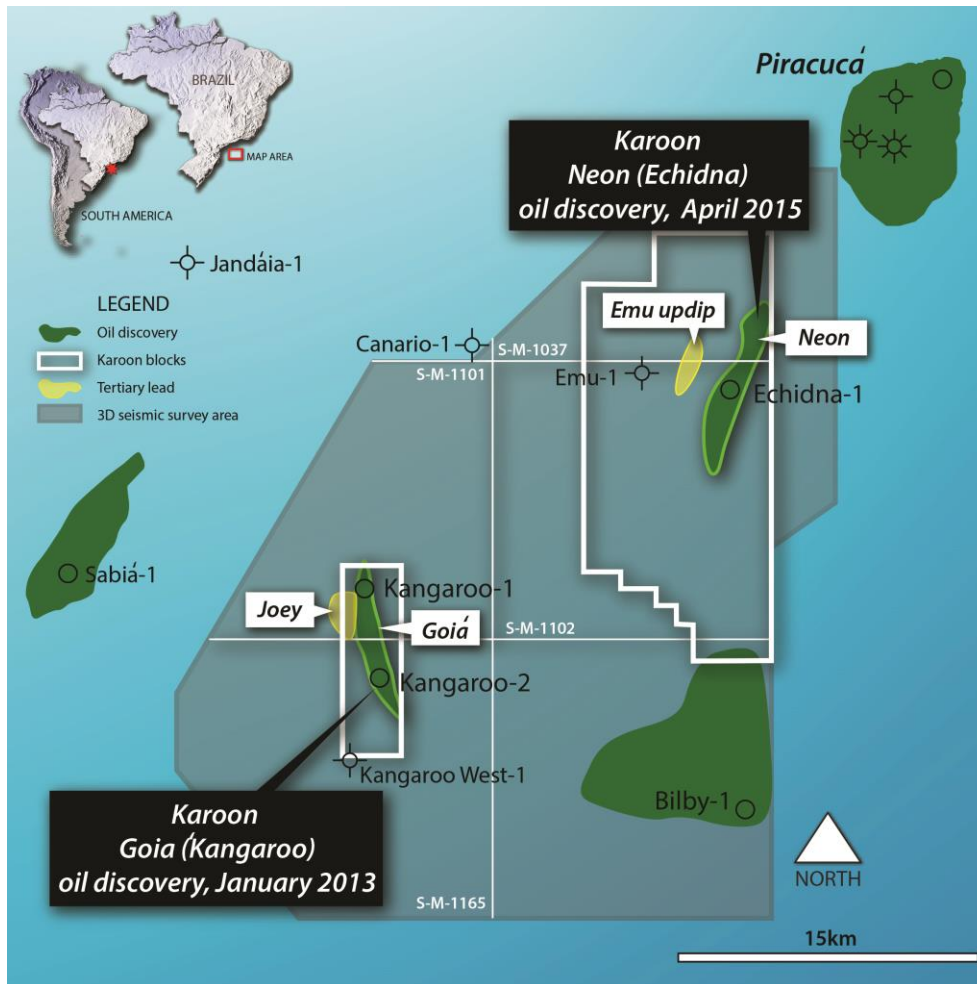 BRAZIL
MAP AREA
SOUTH AMERICA
Piracucá
Karoon
Neon (Echidna)
oil discovery, April 2015
Jandáia-1
LEGEND
Oil discovery
Karoon blocks
Tertiary lead
3D seismic survey area
Emu updip
Neon
Canario-1
S-M-1037
S-M-1101
Emu-1
Echidna-1
Sabiá-1
Kangaroo-1
Joey
Goiá
S-M-1102
Kangaroo-2
Kangaroo West-1
Bilby-1
Karoon
Goia (Kangaroo)
oil discovery, January 2013
NORTH
S-M-1165
15km